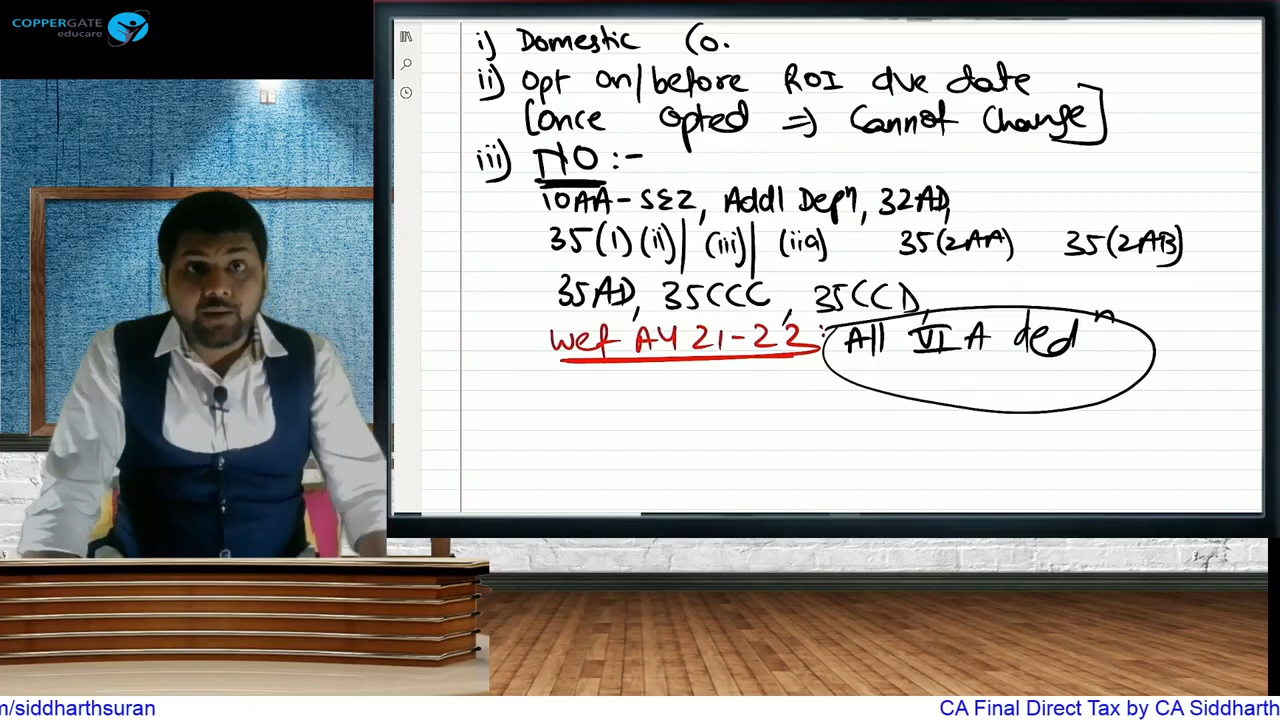 COPPERGATE
educare
i) Domestic Co.
ii) Opt on/before ROI due date
[once opted ⇒ Cannot Change]
iii) NO :-
10AA - SEZ, Addl Depⁿ, 32AD,
35(1)(ii) | (iii) | (iia) 35(2AA) 35(2AB)
35AD, 35CCC, 35CCD,
wef AY 21-22: All VIA dedⁿ
m/siddharthsuran
CA Final Direct Tax by CA Siddharth